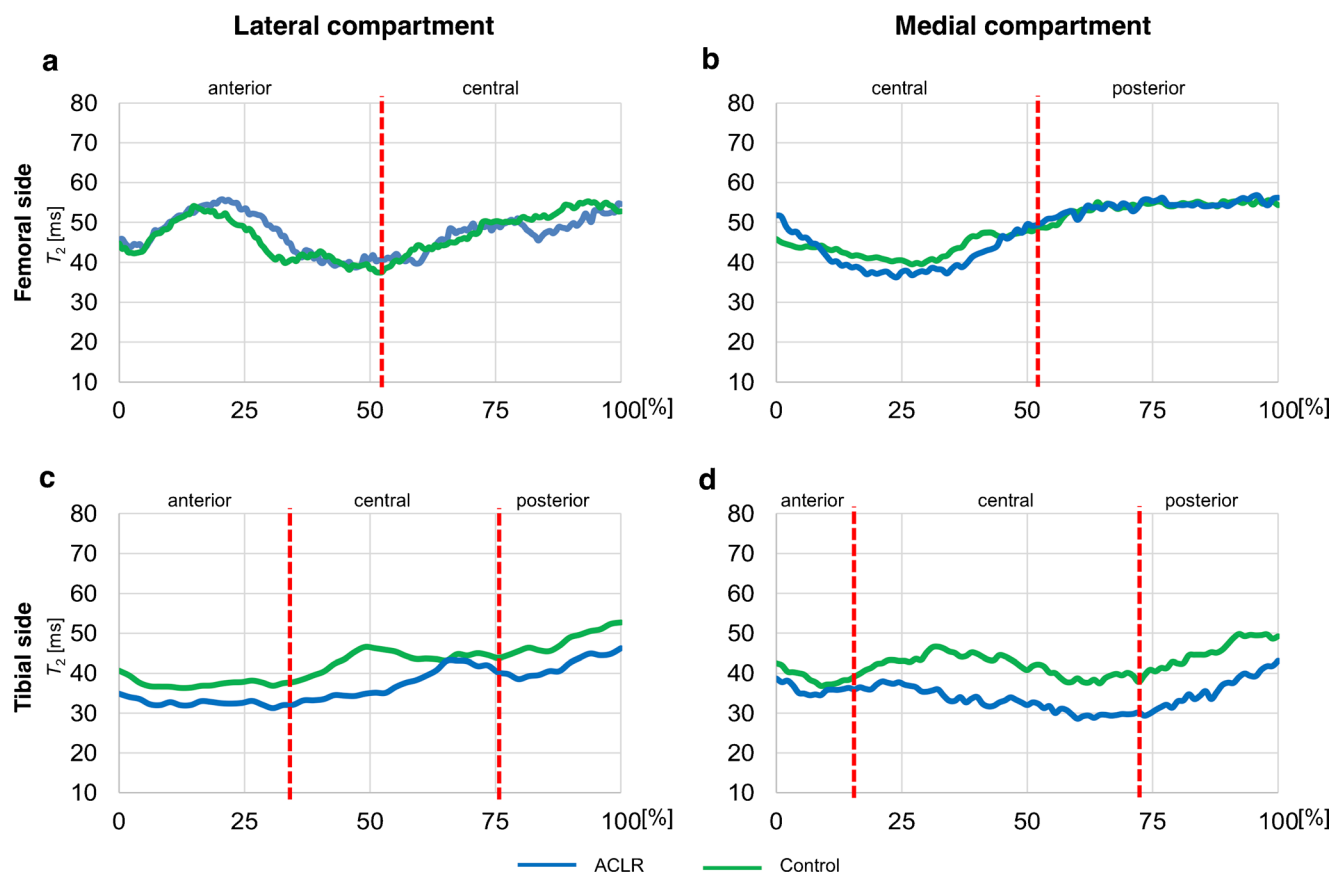 Lateral compartment
Medial compartment
a
b
anterior
central
central
posterior
Femoral side
T2 [ms]
80
70
60
50
40
30
20
10
0
25
50
75
100[%]
80
70
60
50
40
30
20
10
0
25
50
75
100[%]
c
d
anterior
central
posterior
anterior
central
posterior
Tibial side
T2 [ms]
80
70
60
50
40
30
20
10
0
25
50
75
100[%]
80
70
60
50
40
30
20
10
0
25
50
75
100[%]
ACLR
Control